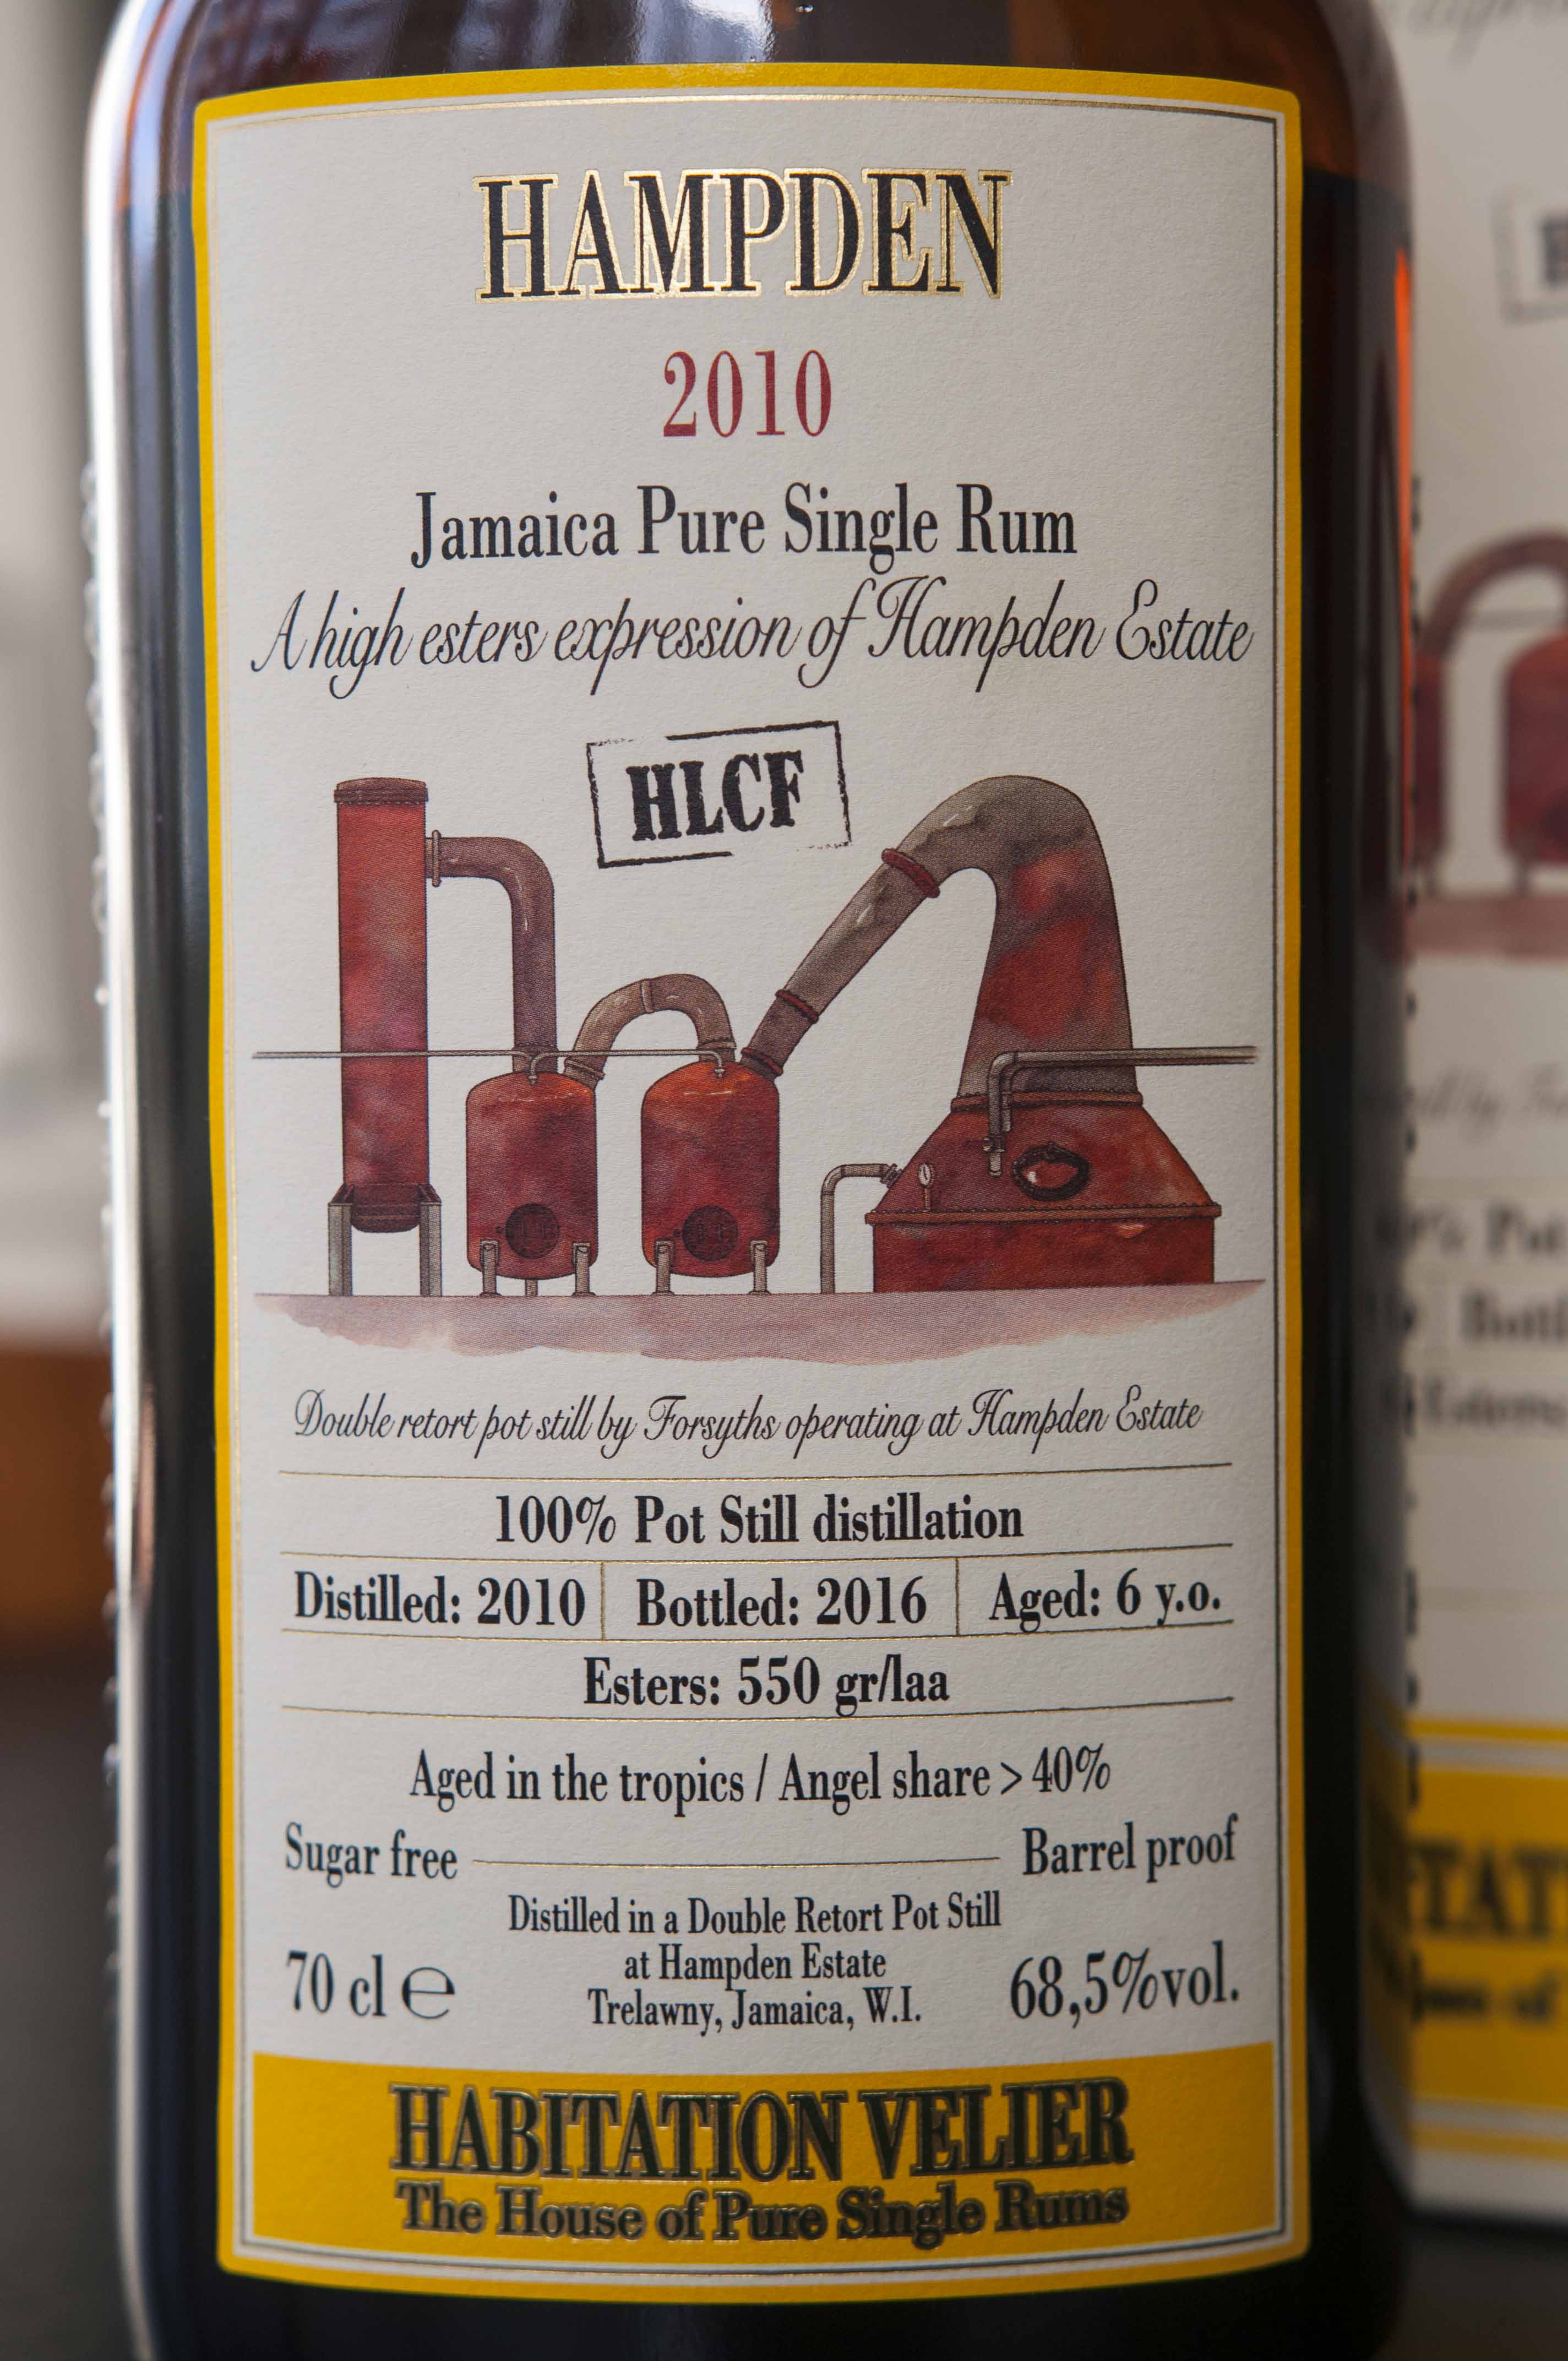 HAMPDEN
2010
Jamaica Pure Single Rum
A high esters expression of Hampden Estate
HLCF
Double retort pot still by Forsyths operating at Hampden Estate
100% Pot Still distillation
Distilled: 2010 Bottled: 2016 Aged: 6 y.o.
Esters: 550 gr/laa
Aged in the tropics / Angel share > 40%
Sugar free Barrel proof
Distilled in a Double Retort Pot Still
at Hampden Estate
Trelawny, Jamaica, W.I.
70 cl e
68,5%vol.
HABITATION VELIER
The House of Pure Single Rums